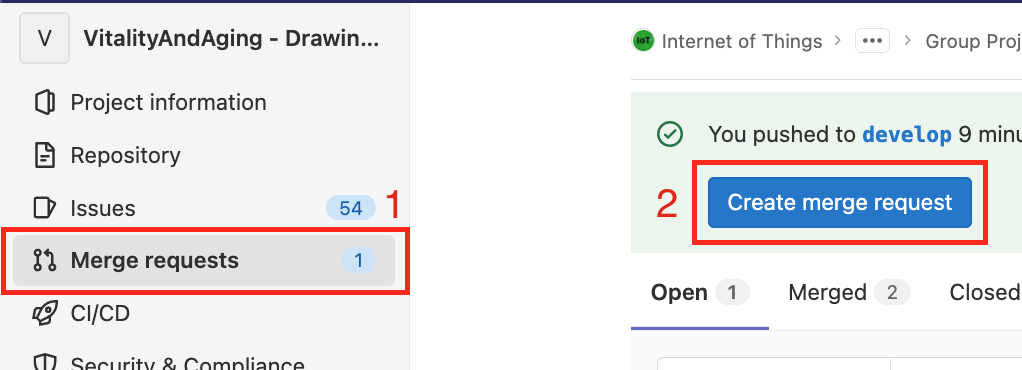 V
VitalityAndAging - Drawin...
Project information
Repository
Issues 54 1
Merge requests 1
CI/CD
Security & Compliance
IoT Internet of Things > ... > Group Proj
You pushed to develop 9 minu
2 Create merge request
Open 1 Merged 2 Closed